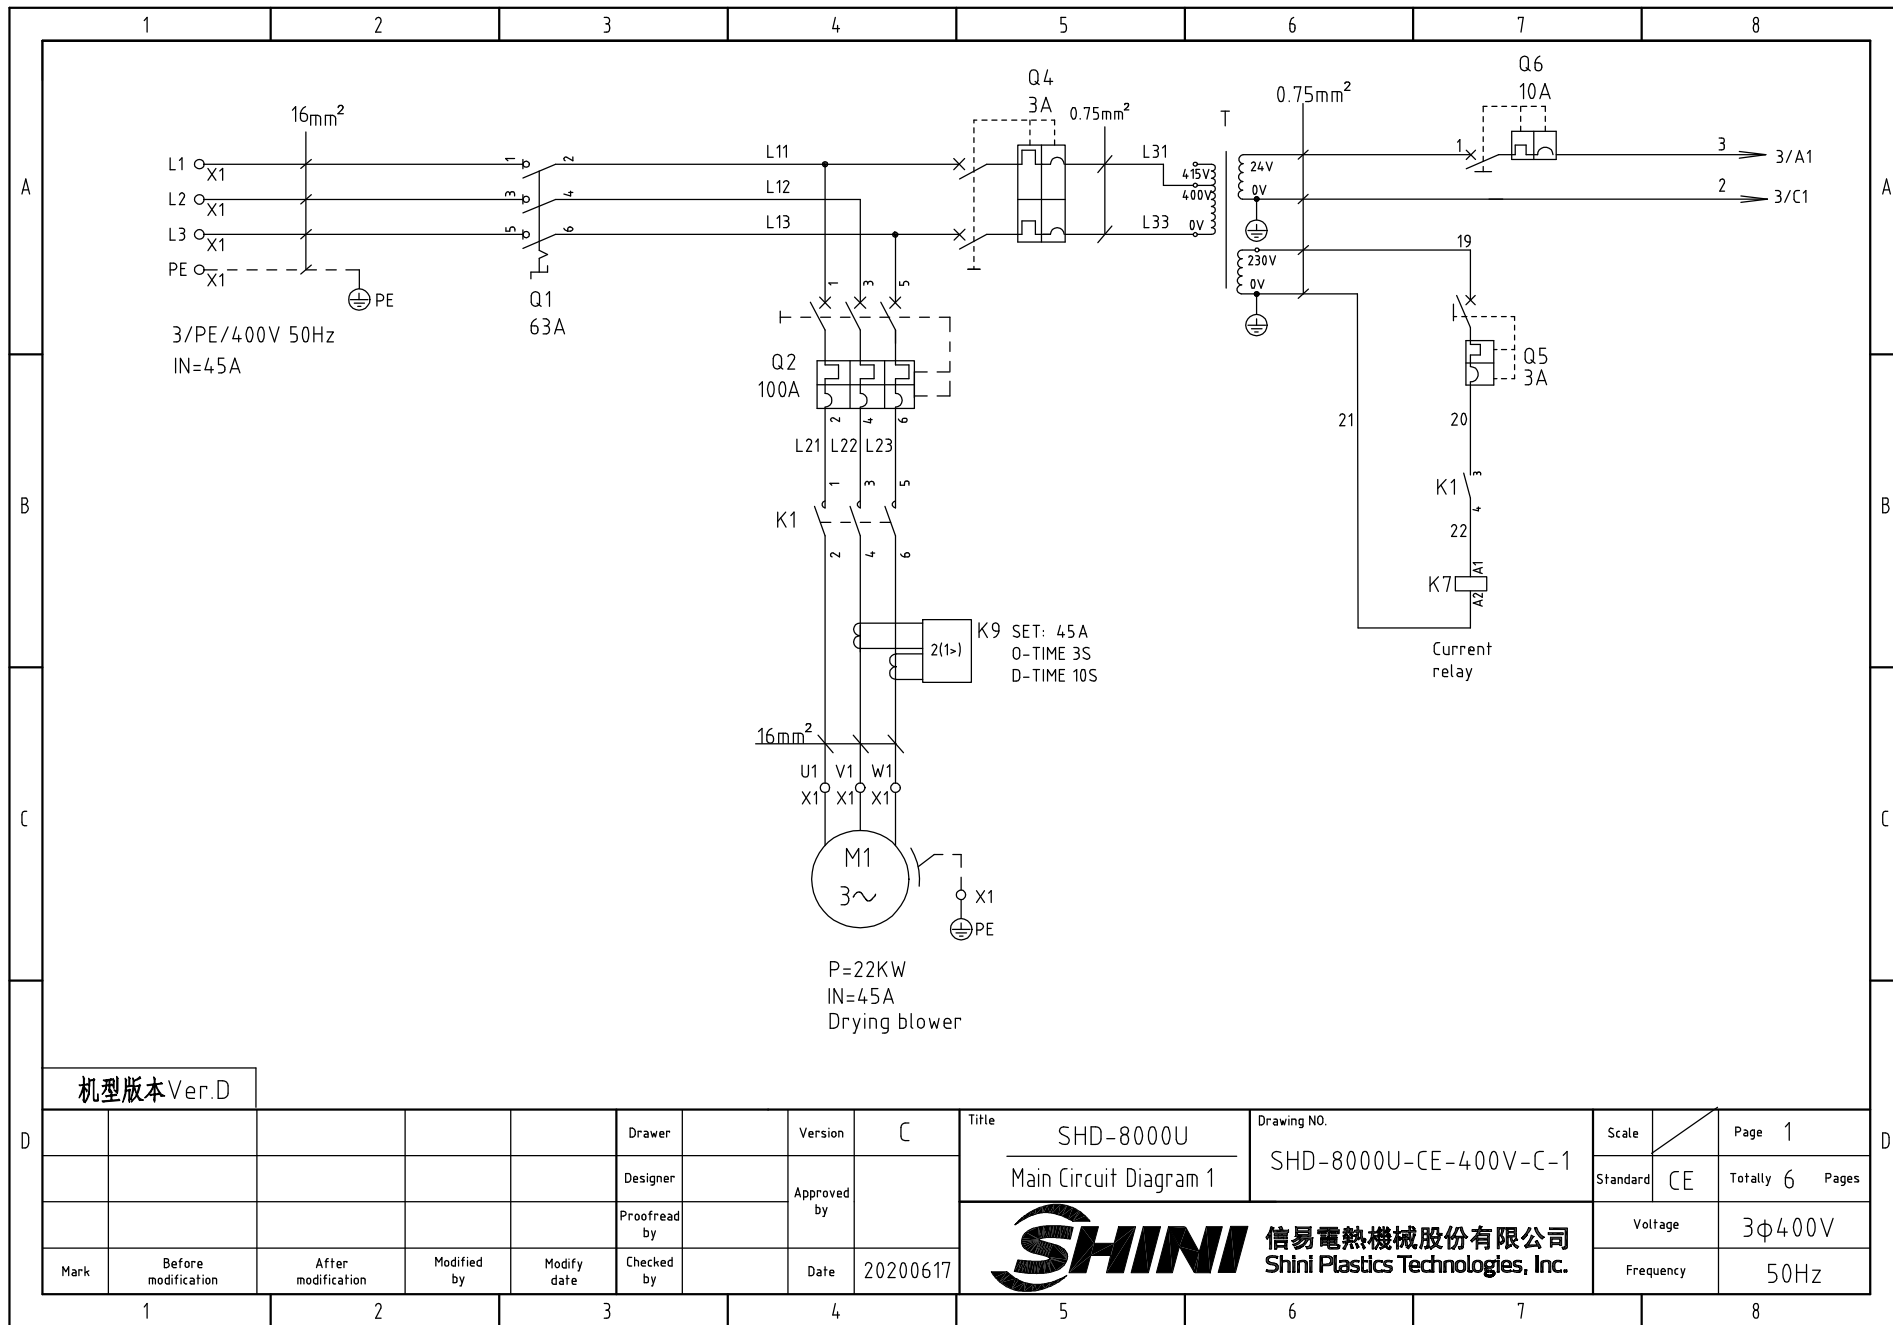 1 2 3 4 5 6 7 8
A A
B B
C C
D D
16mm²
L1 X1
L2 X1
L3 X1
PE X1
PE
3/PE/400V 50Hz
IN=45A
1 2
3 4
5 6
Q1
63A
L11
L12
L13
Q4
3A
0.75mm²
L31
L33
415V
400V
0V
T
24V
0V
230V
0V
0.75mm²
Q6
10A
1
3 3/A1
2 3/C1
19
Q5
3A
20
21
K1
3
4
22
K7
A1
A2
Current
relay
1 3 5
Q2
100A
2 4 6
L21 L22 L23
1 3 5
K1
2 4 6
2(1>)
K9 SET: 45A
O-TIME 3S
D-TIME 10S
16mm²
U1 V1 W1
X1 X1 X1
M1
3~
X1
PE
P=22KW
IN=45A
Drying blower
机型版本Ver.D
Drawer
Version C
Designer
Approved
by
Proofread
by
Mark
Before
modification
After
modification
Modified
by
Modify
date
Checked
by
Date 20200617
Title
SHD-8000U
Main Circuit Diagram 1
Drawing NO.
SHD-8000U-CE-400V-C-1
Scale
Page 1
Standard CE
Totally 6 Pages
Voltage 3φ400V
Frequency 50Hz
SHINI
信易電熱機械股份有限公司
Shini Plastics Technologies, Inc.
1 2 3 4 5 6 7 8